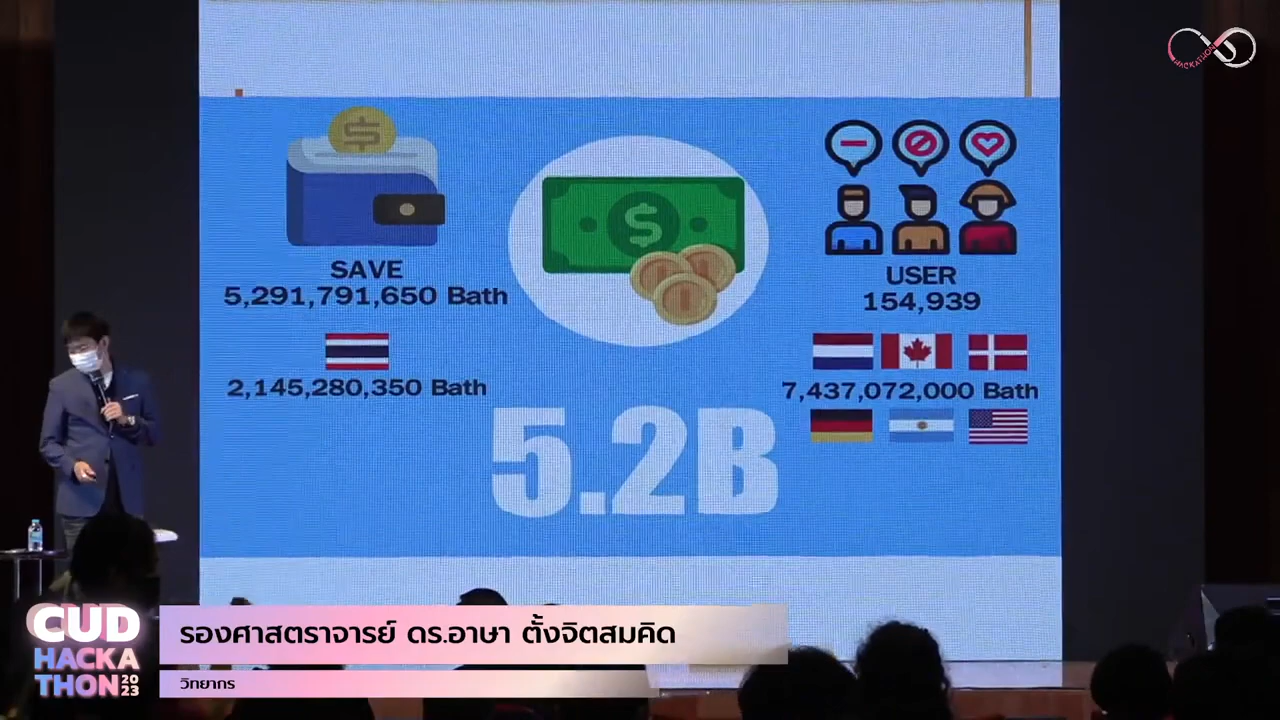 HACKATHON
SAVE
5,291,791,650 Bath
2,145,280,350 Bath
5.2B
USER
154,939
7,437,072,000 Bath
CUD
HACKA
THON 2023
รองศาสตราจารย์ ดร.อาษา ตั้งจิตสมคิด
วิทยากร